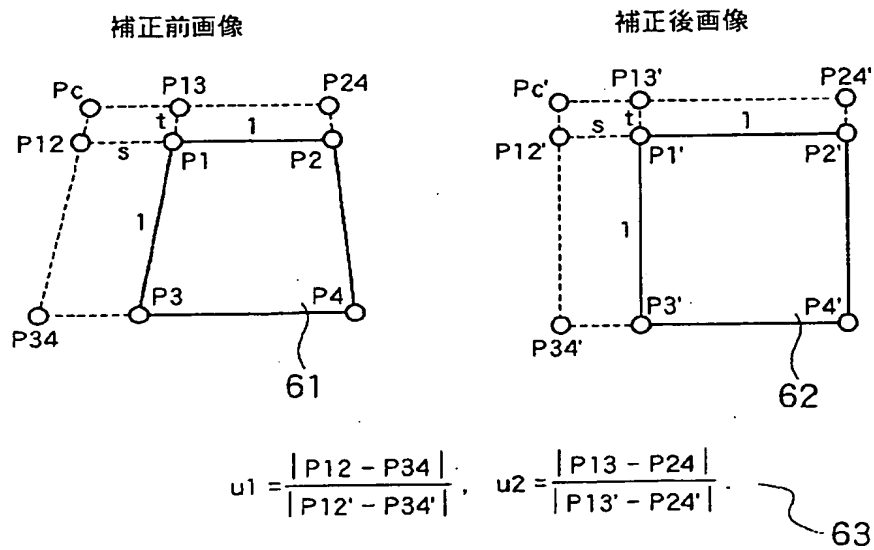 補正前画像
Pc
P13
P24
t
1
P12
s
P1
P2
1
P3
P4
P34
61
補正後画像
Pc'
P13'
P24'
s
t
1
P12'
P1'
P2'
1
P3'
P4'
P34'
62
u1 = |P12 - P34| / |P12' - P34'| , u2 = |P13 - P24| / |P13' - P24'| .
63